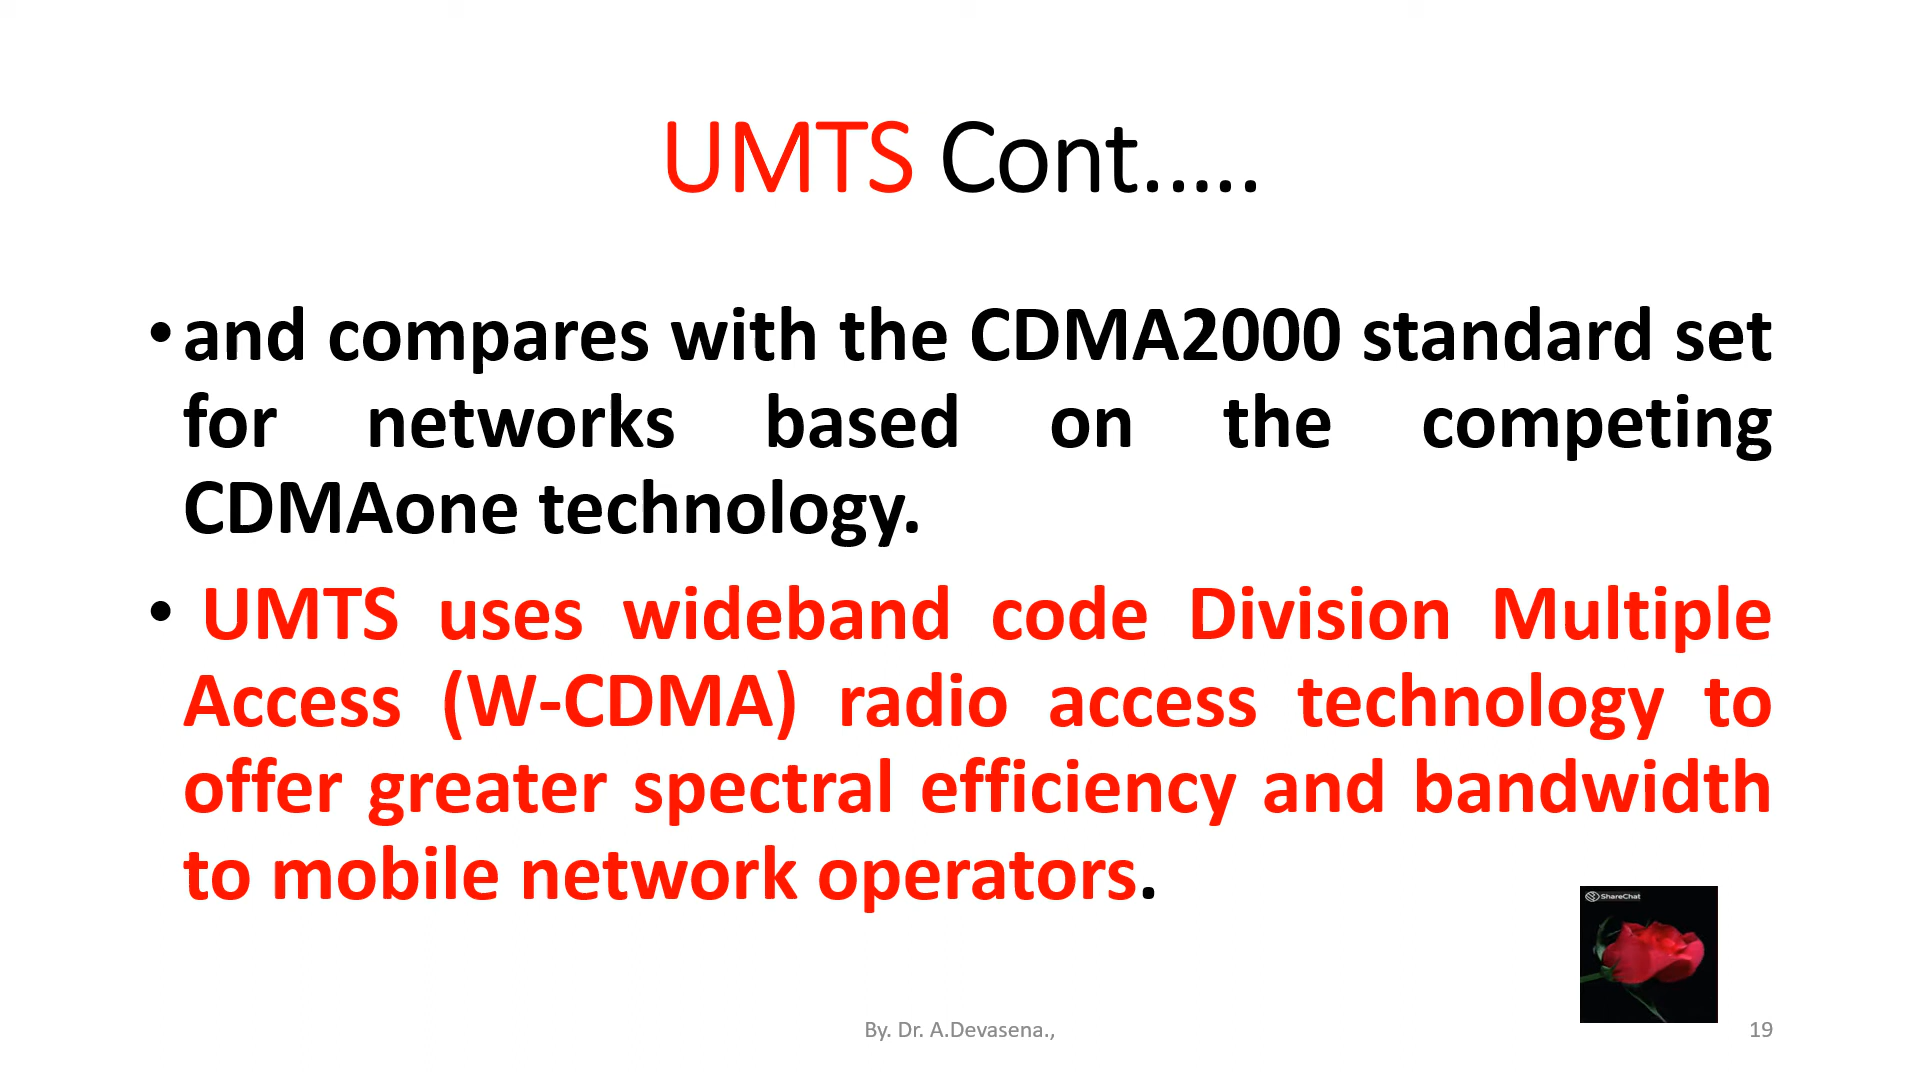 UMTS Cont.....
• and compares with the CDMA2000 standard set
for networks based on the competing
CDMAone technology.
• UMTS uses wideband code Division Multiple
Access (W-CDMA) radio access technology to
offer greater spectral efficiency and bandwidth
to mobile network operators.
ShareChat
By. Dr. A.Devasena.,
19